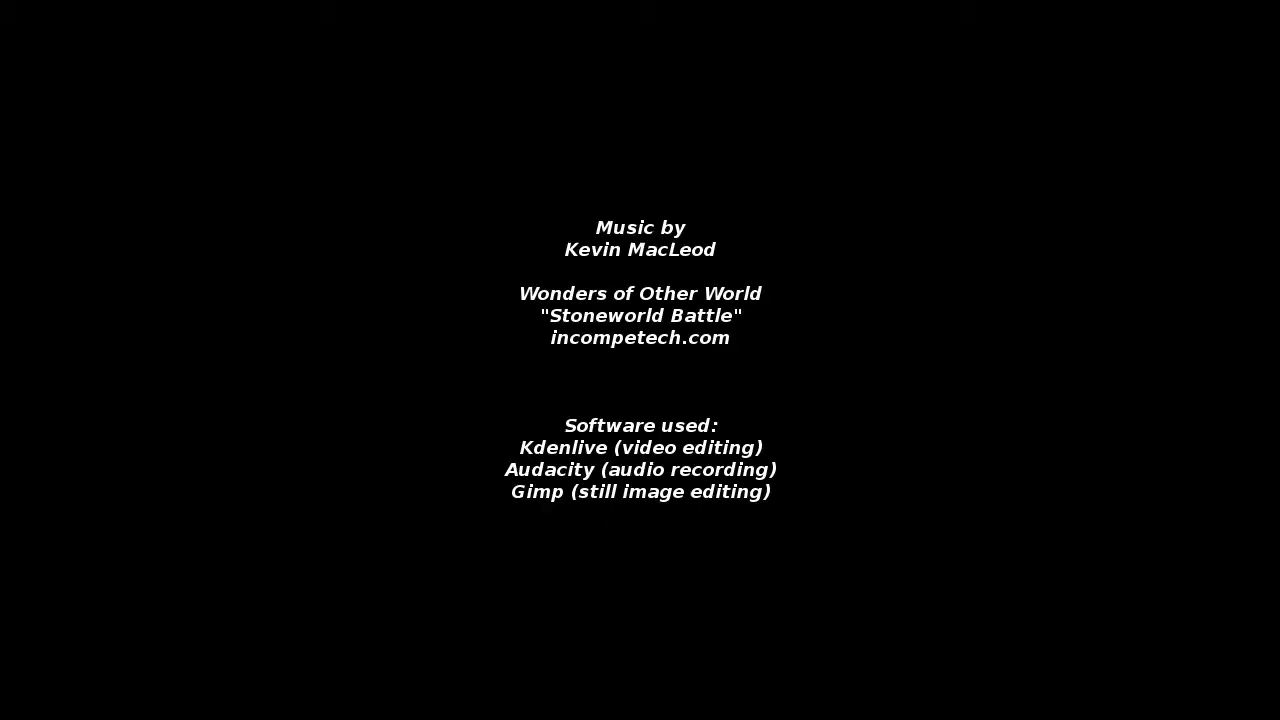 Music by
Kevin MacLeod
Wonders of Other World
"Stoneworld Battle"
incompetech.com
Software used:
Kdenlive (video editing)
Audacity (audio recording)
Gimp (still image editing)